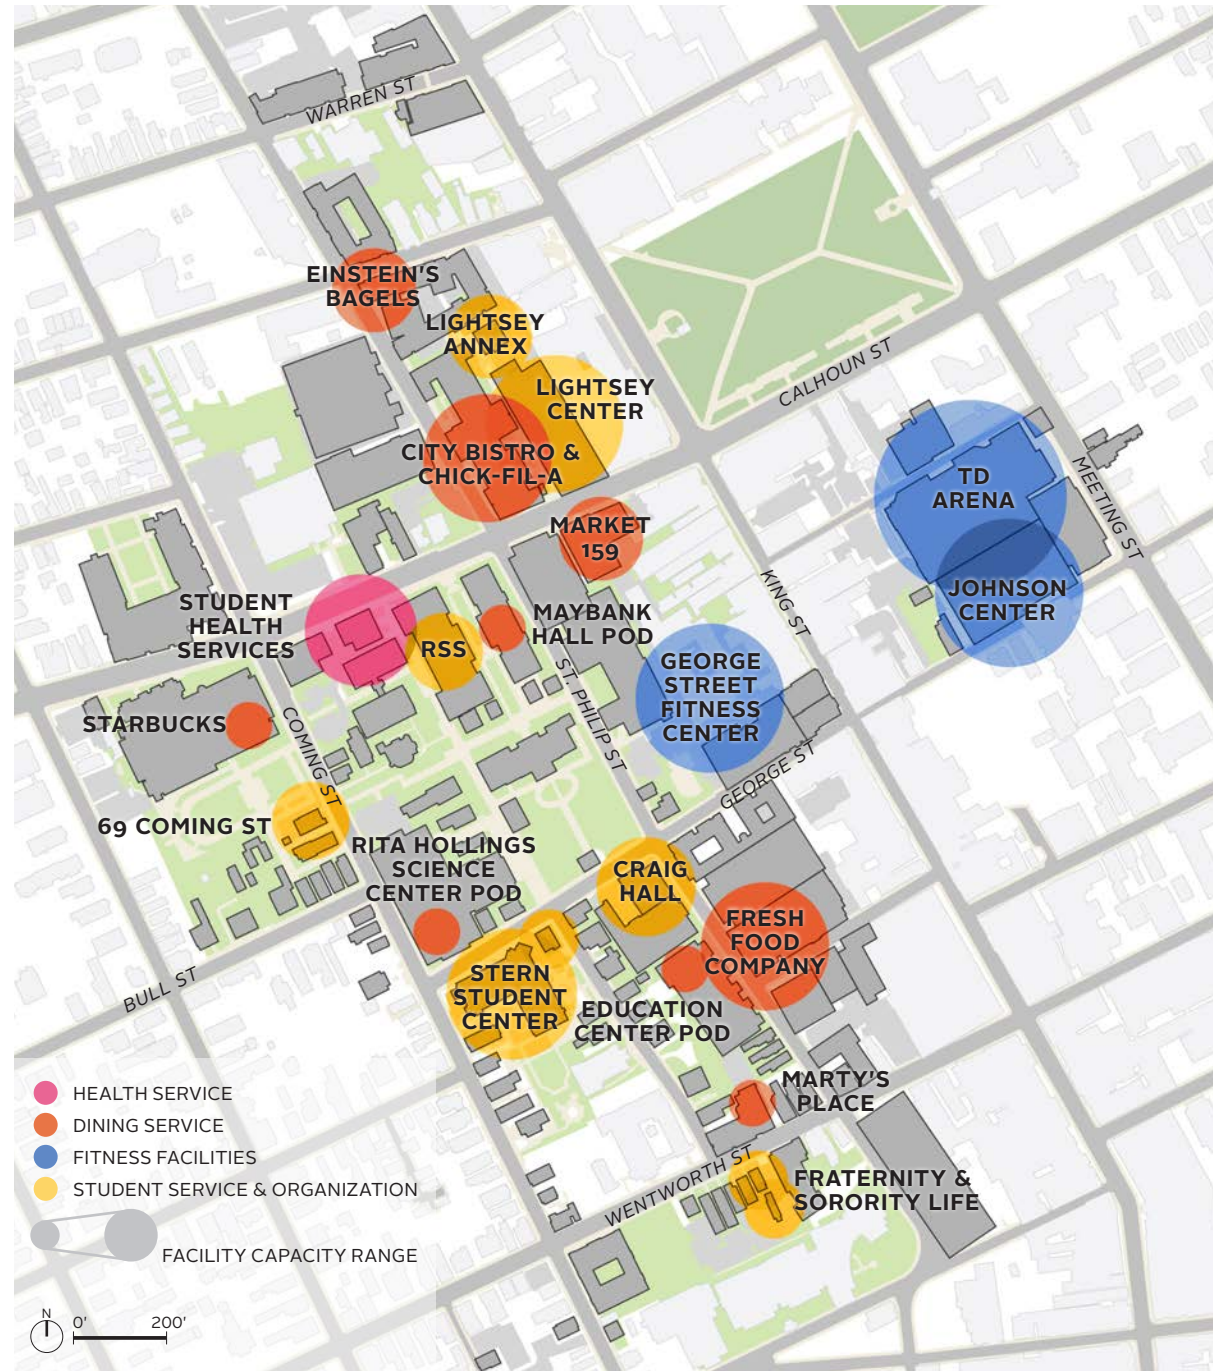 WARREN ST
EINSTEIN'S
BAGELS
LIGHTSEY
ANNEX
LIGHTSEY
CENTER
CALHOUN ST
CITY BISTRO &
CHICK-FIL-A
TD
ARENA
MEETING ST
MARKET
159
JOHNSON
CENTER
KING ST
STUDENT
HEALTH
SERVICES
RSS
MAYBANK
HALL POD
ST. PHILIP ST
GEORGE
STREET
FITNESS
CENTER
STARBUCKS
COMING ST
GEORGE ST
69 COMING ST
RITA HOLLINGS
SCIENCE
CENTER POD
CRAIG
HALL
FRESH
FOOD
COMPANY
BULL ST
STERN
STUDENT
CENTER
EDUCATION
CENTER POD
MARTY'S
PLACE
WENTWORTH ST
FRATERNITY &
SORORITY LIFE
HEALTH SERVICE
DINING SERVICE
FITNESS FACILITIES
STUDENT SERVICE & ORGANIZATION
FACILITY CAPACITY RANGE
N
0' 200'